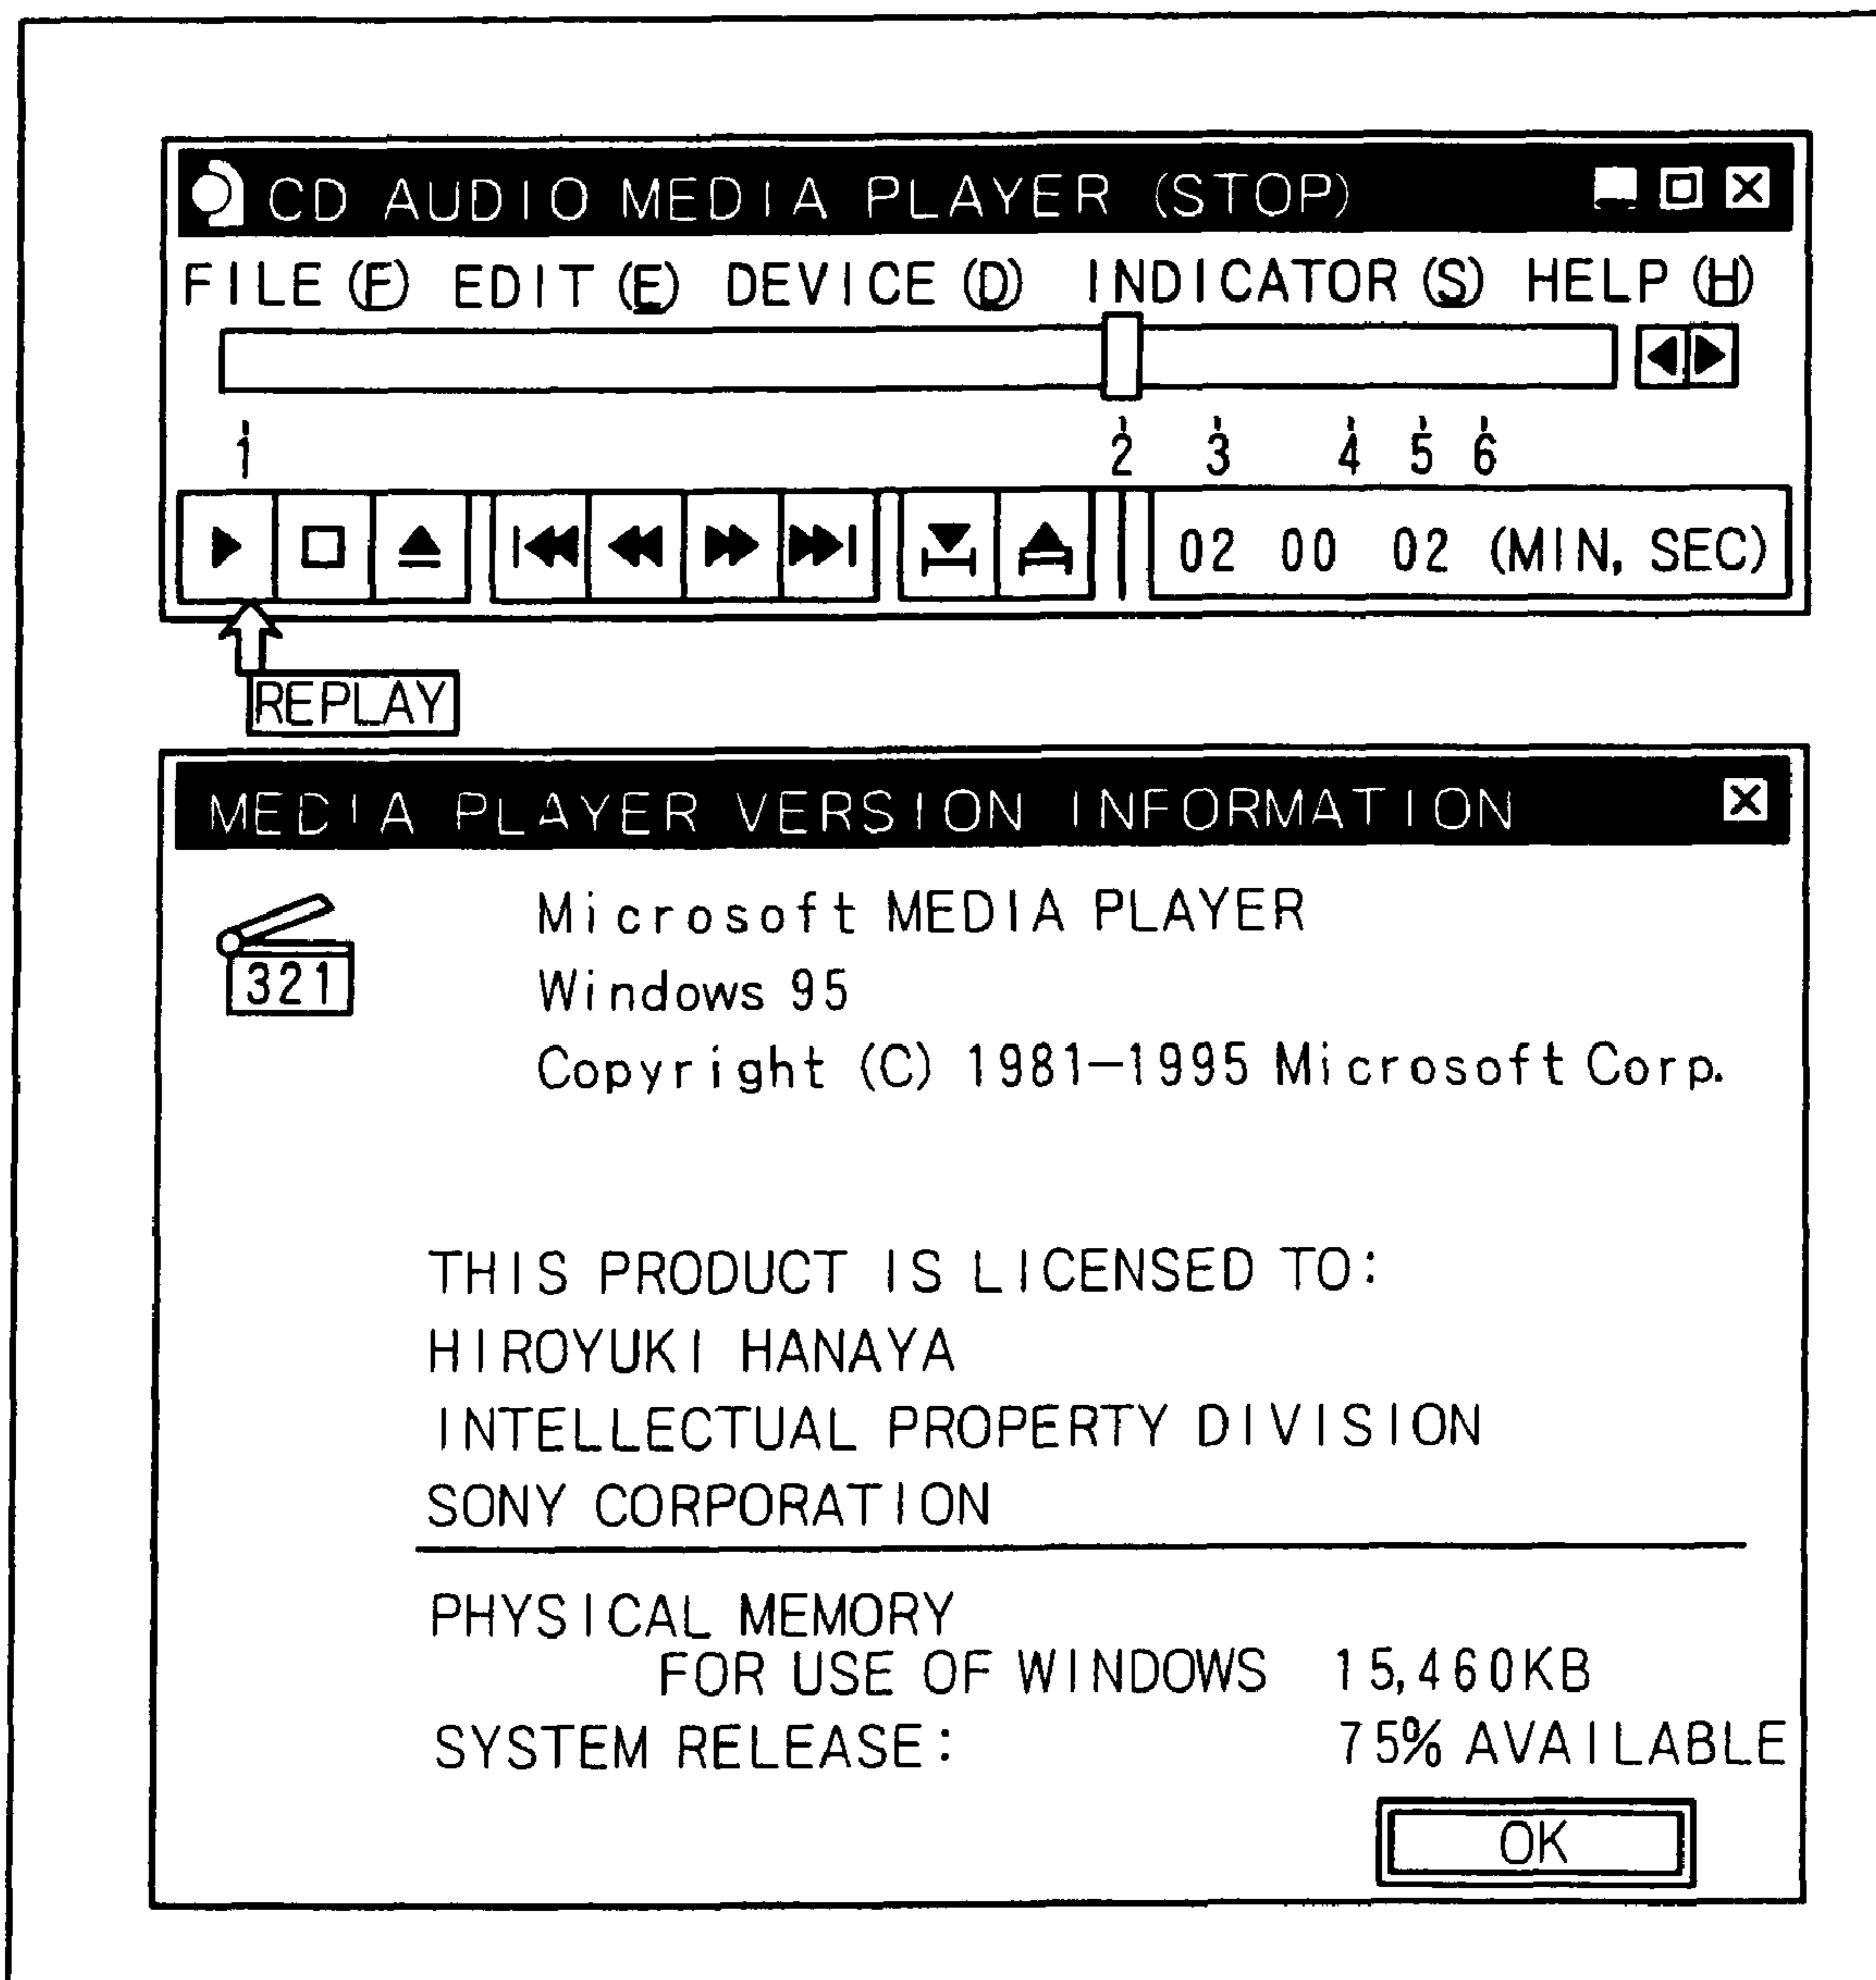 CD AUDIO MEDIA PLAYER (STOP)
FILE (F) EDIT (E) DEVICE (D) INDICATOR (S) HELP (H)
1 2 3 4 5 6
02 00 02 (MIN, SEC)
REPLAY
MEDIA PLAYER VERSION INFORMATION
321
Microsoft MEDIA PLAYER
Windows 95
Copyright (C) 1981-1995 Microsoft Corp.
THIS PRODUCT IS LICENSED TO:
HIROYUKI HANAYA
INTELLECTUAL PROPERTY DIVISION
SONY CORPORATION
PHYSICAL MEMORY
FOR USE OF WINDOWS 15,460KB
SYSTEM RELEASE: 75% AVAILABLE
OK